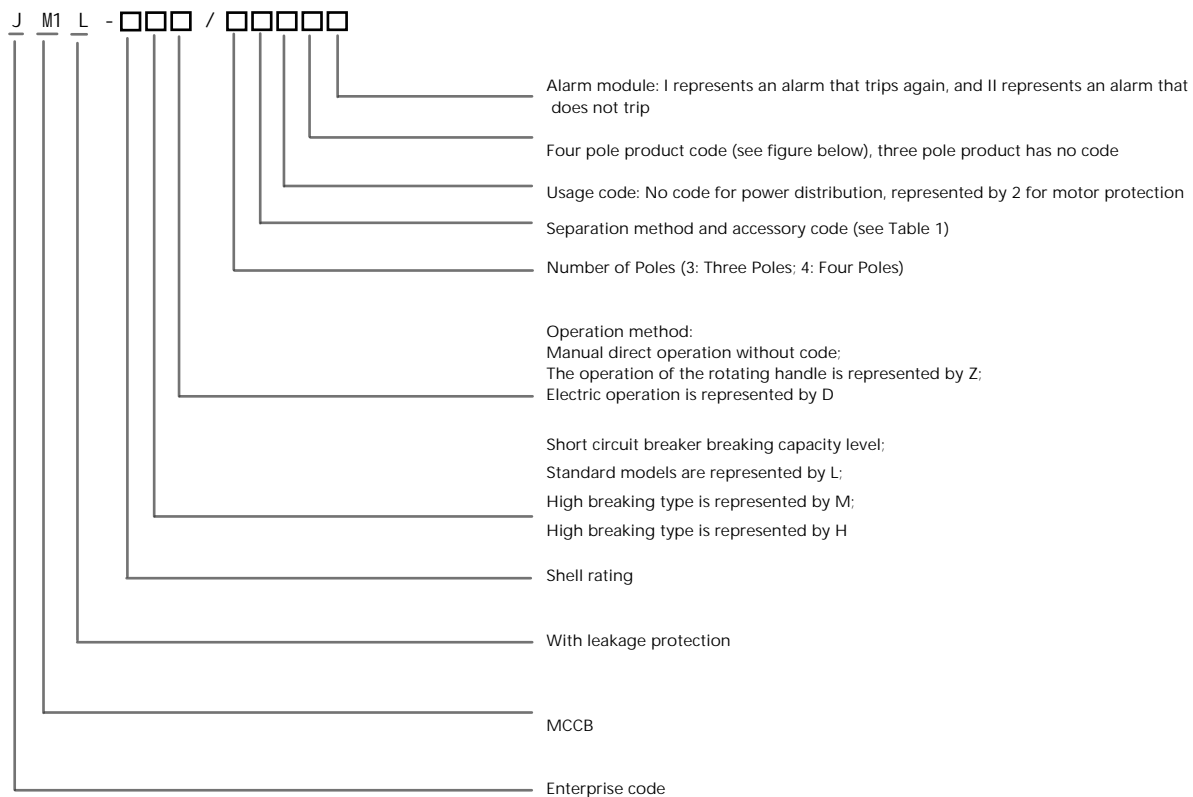 J M1 L -□□□ / □□□□□
Alarm module: I represents an alarm that trips again, and II represents an alarm that
does not trip
Four pole product code (see figure below), three pole product has no code
Usage code: No code for power distribution, represented by 2 for motor protection
Separation method and accessory code (see Table 1)
Number of Poles (3: Three Poles; 4: Four Poles)
Operation method:
Manual direct operation without code;
The operation of the rotating handle is represented by Z;
Electric operation is represented by D
Short circuit breaker breaking capacity level;
Standard models are represented by L;
High breaking type is represented by M;
High breaking type is represented by H
Shell rating
With leakage protection
MCCB
Enterprise code